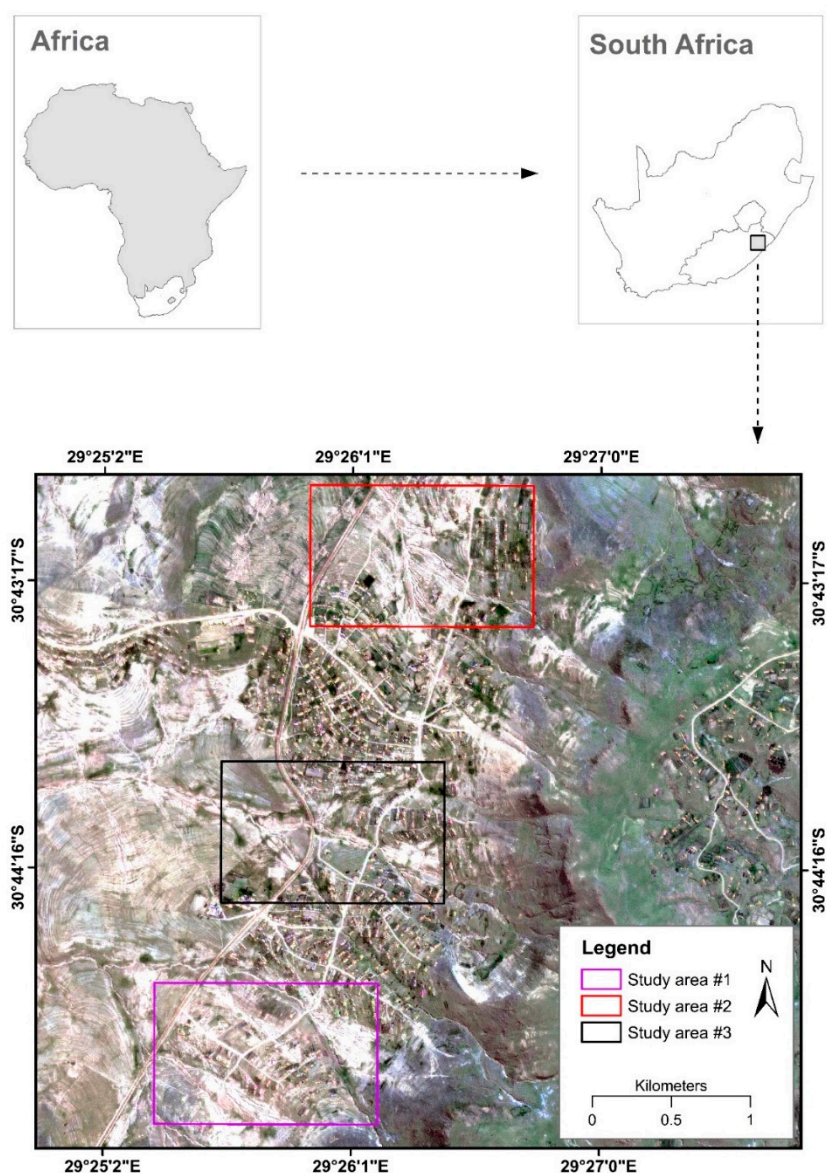 Africa
South Africa
29°25'2"E
29°26'1"E
29°27'0"E
30°43'17"S
30°43'17"S
30°44'16"S
30°44'16"S
Legend
Study area #1
Study area #2
Study area #3
N
Kilometers
0 0.5 1
29°25'2"E
29°26'1"E
29°27'0"E